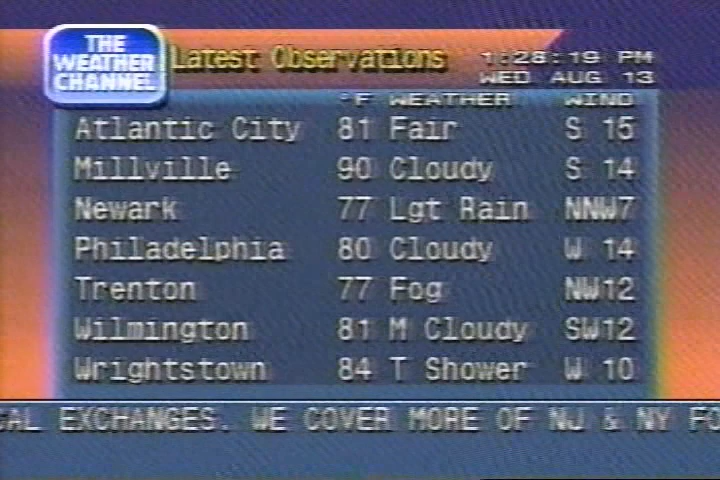 THE
WEATHER
CHANNEL
Latest Observations
1:28:19 PM
WED AUG 13
°F WEATHER WIND
Atlantic City 81 Fair S 15
Millville 90 Cloudy S 14
Newark 77 Lgt Rain NNW7
Philadelphia 80 Cloudy W 14
Trenton 77 Fog NW12
Wilmington 81 M Cloudy SW12
Wrightstown 84 T Shower W 10
CAL EXCHANGES. WE COVER MORE OF NJ & NY FO